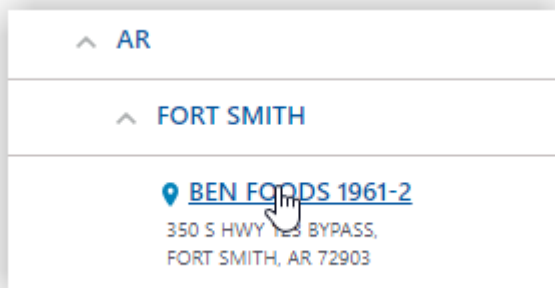 AR
FORT SMITH
BEN FOODS 1961-2
350 S HWY BYPASS,
FORT SMITH, AR 72903